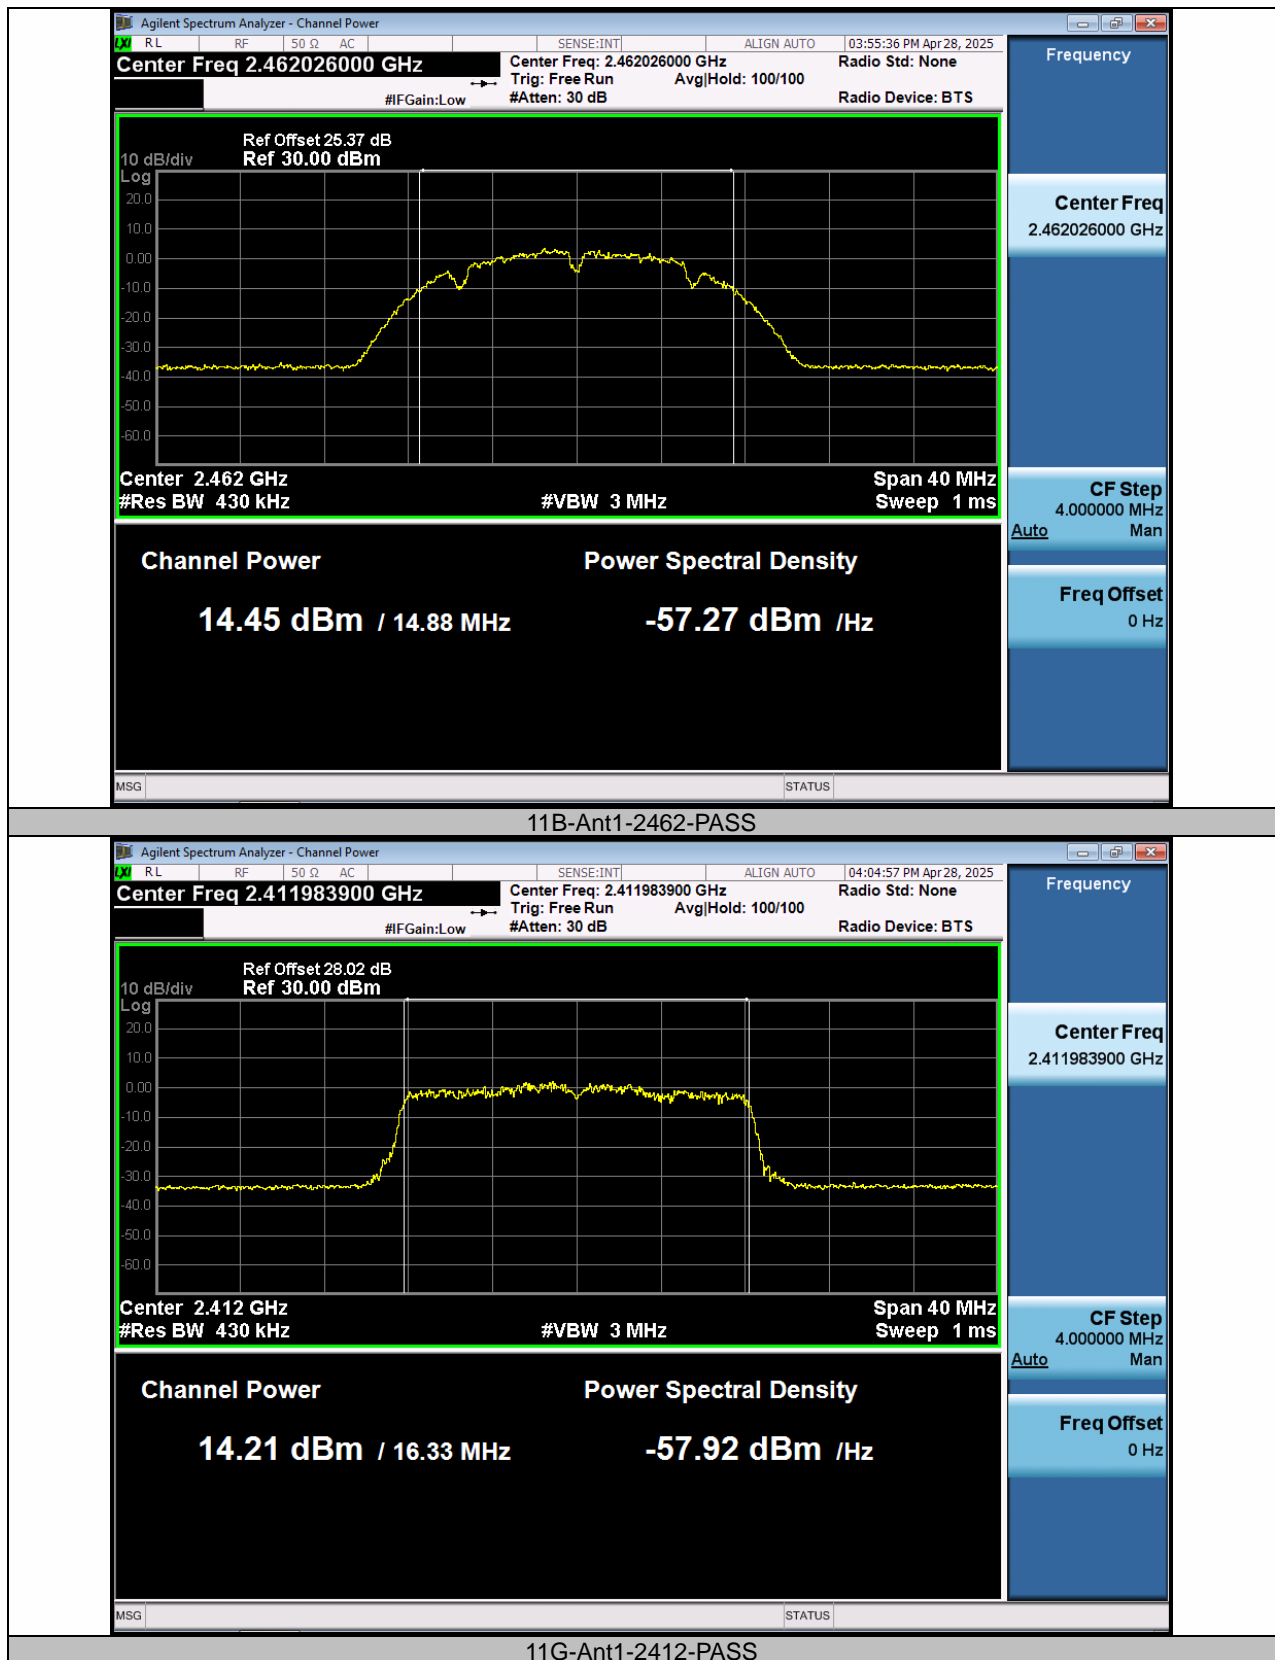 Agilent Spectrum Analyzer - Channel Power
LXI RL RF 50 Ω AC SENSE:INT ALIGN AUTO 03:55:36 PM Apr 28, 2025
Center Freq 2.462026000 GHz
Center Freq: 2.462026000 GHz
Radio Std: None
Trig: Free Run Avg|Hold: 100/100
#IFGain:Low #Atten: 30 dB Radio Device: BTS
Ref Offset 25.37 dB
10 dB/div Ref 30.00 dBm
Log
20.0
10.0
0.00
-10.0
-20.0
-30.0
-40.0
-50.0
-60.0
Center 2.462 GHz Span 40 MHz
#Res BW 430 kHz #VBW 3 MHz Sweep 1 ms
Channel Power Power Spectral Density
14.45 dBm / 14.88 MHz -57.27 dBm /Hz
MSG STATUS
Frequency
Center Freq
2.462026000 GHz
CF Step
4.000000 MHz
Auto Man
Freq Offset
0 Hz
11B-Ant1-2462-PASS
Agilent Spectrum Analyzer - Channel Power
LXI RL RF 50 Ω AC SENSE:INT ALIGN AUTO 04:04:57 PM Apr 28, 2025
Center Freq 2.411983900 GHz
Center Freq: 2.411983900 GHz
Radio Std: None
Trig: Free Run Avg|Hold: 100/100
#IFGain:Low #Atten: 30 dB Radio Device: BTS
Ref Offset 28.02 dB
10 dB/div Ref 30.00 dBm
Log
20.0
10.0
0.00
-10.0
-20.0
-30.0
-40.0
-50.0
-60.0
Center 2.412 GHz Span 40 MHz
#Res BW 430 kHz #VBW 3 MHz Sweep 1 ms
Channel Power Power Spectral Density
14.21 dBm / 16.33 MHz -57.92 dBm /Hz
MSG STATUS
Frequency
Center Freq
2.411983900 GHz
CF Step
4.000000 MHz
Auto Man
Freq Offset
0 Hz
11G-Ant1-2412-PASS